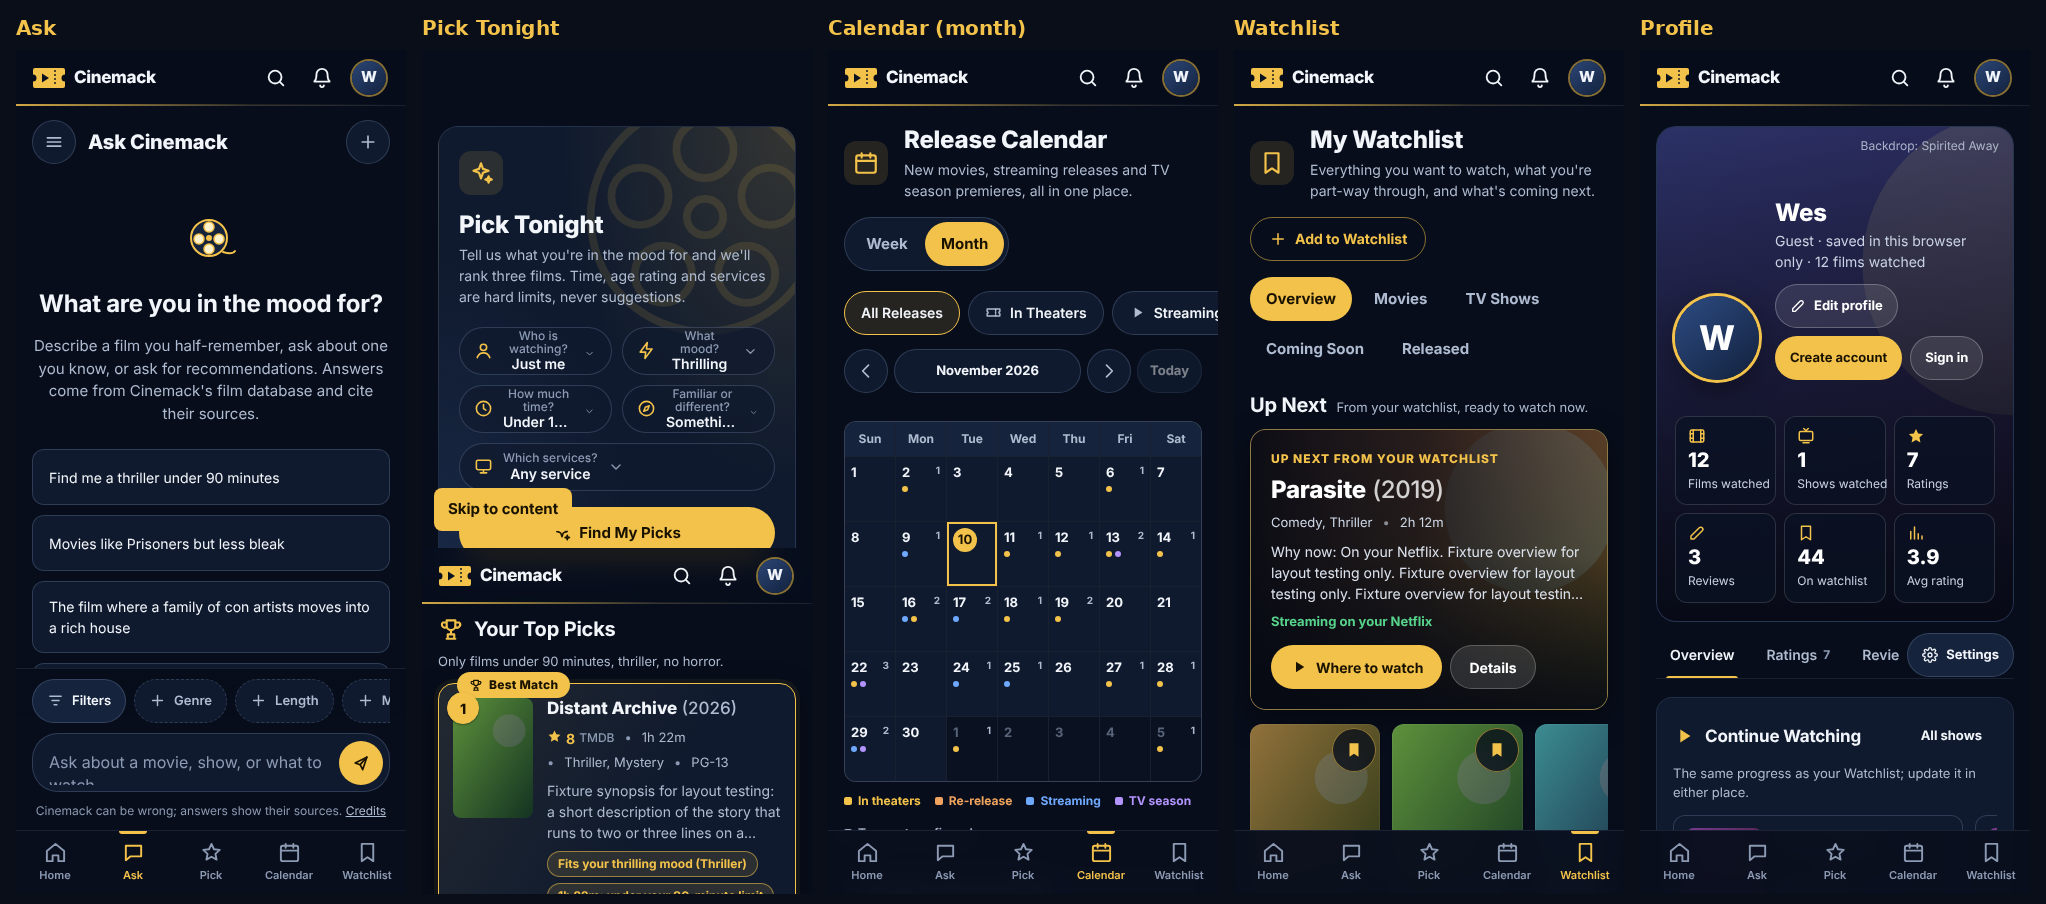 Ask
Cinemack
W
Ask Cinemack
What are you in the mood for?
Describe a film you half-remember, ask about one
you know, or ask for recommendations. Answers
come from Cinemack's film database and cite
their sources.
Find me a thriller under 90 minutes
Movies like Prisoners but less bleak
The film where a family of con artists moves into
a rich house
Filters
Genre
Length
M
Ask about a movie, show, or what to
watch
Cinemack can be wrong; answers show their sources. Credits
Home
Ask
Pick
Calendar
Watchlist
Pick Tonight
Pick Tonight
Tell us what you're in the mood for and we'll
rank three films. Time, age rating and services
are hard limits, never suggestions.
Who is
watching?
Just me
What
mood?
Thrilling
How much
time?
Under 1...
Familiar or
different?
Somethi...
Which services?
Any service
Skip to content
Find My Picks
Cinemack
W
Your Top Picks
Only films under 90 minutes, thriller, no horror.
Best Match
1
Distant Archive (2026)
8 TMDB • 1h 22m
• Thriller, Mystery • PG-13
Fixture synopsis for layout testing:
a short description of the story that
runs to two or three lines on a...
Fits your thrilling mood (Thriller)
Calendar (month)
Cinemack
W
Release Calendar
New movies, streaming releases and TV
season premieres, all in one place.
Week
Month
All Releases
In Theaters
Streaming
November 2026
Today
Sun Mon Tue Wed Thu Fri Sat
1 2 1 3 4 5 6 1 7
8 9 1 10 11 1 12 1 13 2 14 1
15 16 2 17 2 18 1 19 2 20 21
22 3 23 24 1 25 1 26 27 1 28 1
29 2 30 1 1 2 3 4 5 1
In theaters
Re-release
Streaming
TV season
Home
Ask
Pick
Calendar
Watchlist
Watchlist
Cinemack
W
My Watchlist
Everything you want to watch, what you're
part-way through, and what's coming next.
Add to Watchlist
Overview
Movies
TV Shows
Coming Soon
Released
Up Next From your watchlist, ready to watch now.
UP NEXT FROM YOUR WATCHLIST
Parasite (2019)
Comedy, Thriller • 2h 12m
Why now: On your Netflix. Fixture overview for
layout testing only. Fixture overview for layout
testing only. Fixture overview for layout testin...
Streaming on your Netflix
Where to watch
Details
Home
Ask
Pick
Calendar
Watchlist
Profile
Cinemack
W
Backdrop: Spirited Away
W
Wes
Guest · saved in this browser
only · 12 films watched
Edit profile
Create account
Sign in
12
Films watched
1
Shows watched
7
Ratings
3
Reviews
44
On watchlist
3.9
Avg rating
Overview
Ratings 7
Revie
Settings
Continue Watching
All shows
The same progress as your Watchlist; update it in
either place.
Home
Ask
Pick
Calendar
Watchlist